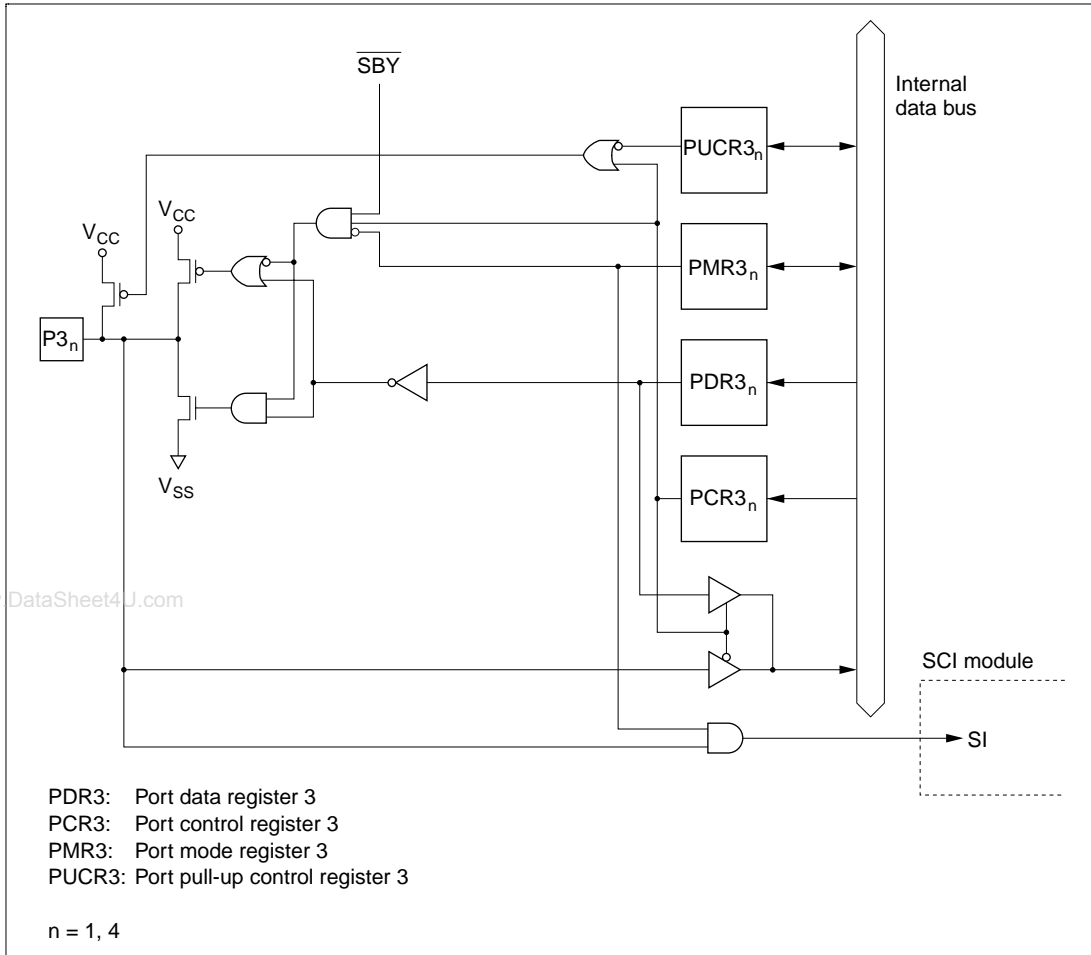 SBY
Internal
data bus
PUCR3n
VCC
VCC
PMR3n
P3n
PDR3n
VSS
PCR3n
.DataSheet4U.com
SCI module
SI
PDR3: Port data register 3
PCR3: Port control register 3
PMR3: Port mode register 3
PUCR3: Port pull-up control register 3
n = 1, 4